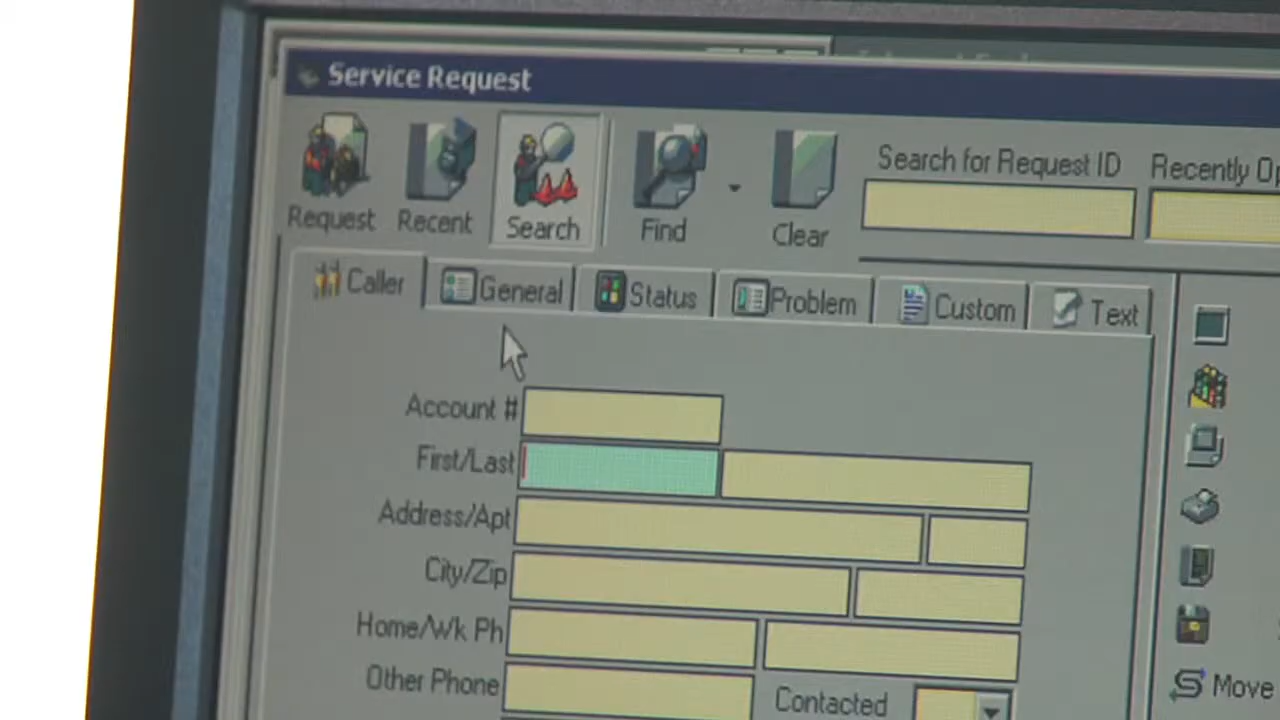 Service Request
Request
Recent
Search
Find
Clear
Search for Request ID
Recently
Caller
General
Status
Problem
Custom
Text
Account #
First/Last
Address/Apt
City/Zip
Home/Wk Ph
Other Phone
Contacted
Move